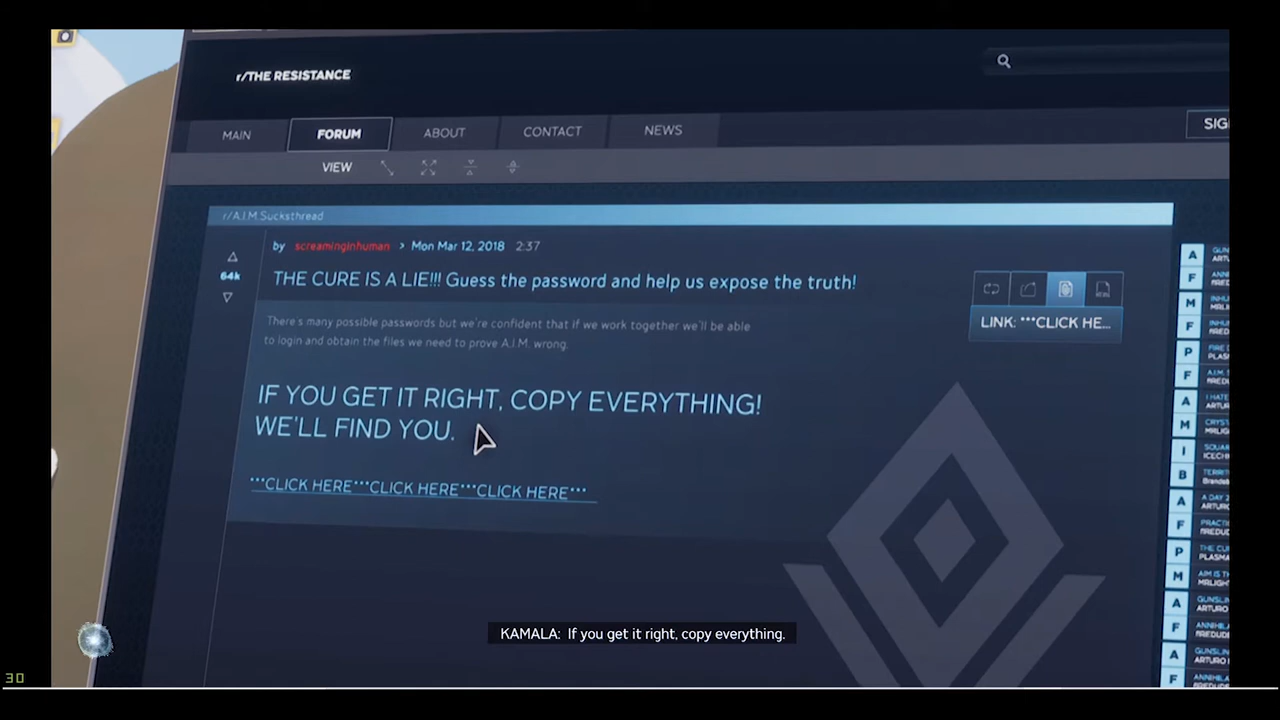 r/THE RESISTANCE
MAIN
FORUM
ABOUT
CONTACT
NEWS
SIG
VIEW
r/A.I.M.Sucksthread
by screamingInhuman > Mon Mar 12, 2018 2:37
64k
THE CURE IS A LIE!!! Guess the password and help us expose the truth!
There's many possible passwords but we're confident that if we work together we'll be able
to login and obtain the files we need to prove A.I.M. wrong.
LINK: ***CLICK HE...
IF YOU GET IT RIGHT, COPY EVERYTHING!
WE'LL FIND YOU.
***CLICK HERE***CLICK HERE***CLICK HERE***
A
F
M
F
P
F
A
M
I
B
A
F
P
M
A
F
A
F
KAMALA: If you get it right, copy everything.
30